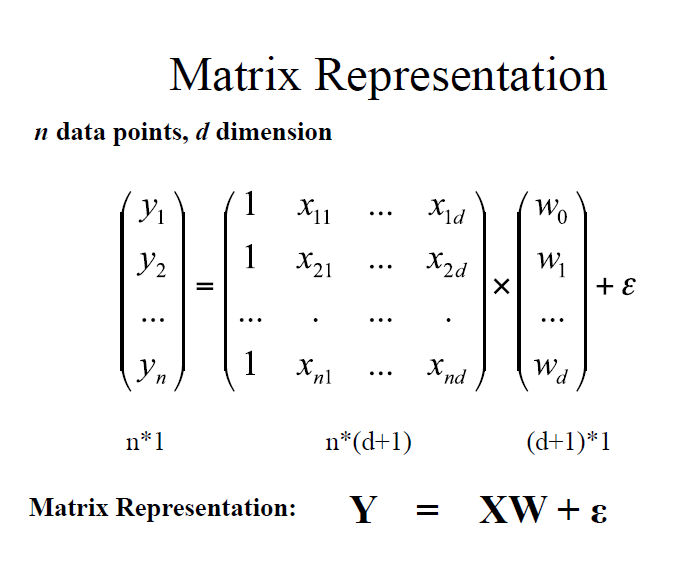 Matrix Representation
n data points, d dimension
y1 1 x11 ... x1d w0
y2 1 x21 ... x2d w1
= × + ε
... ... . ... . ...
yn 1 xn1 ... xnd wd
n*1 n*(d+1) (d+1)*1
Matrix Representation: Y = XW + ε